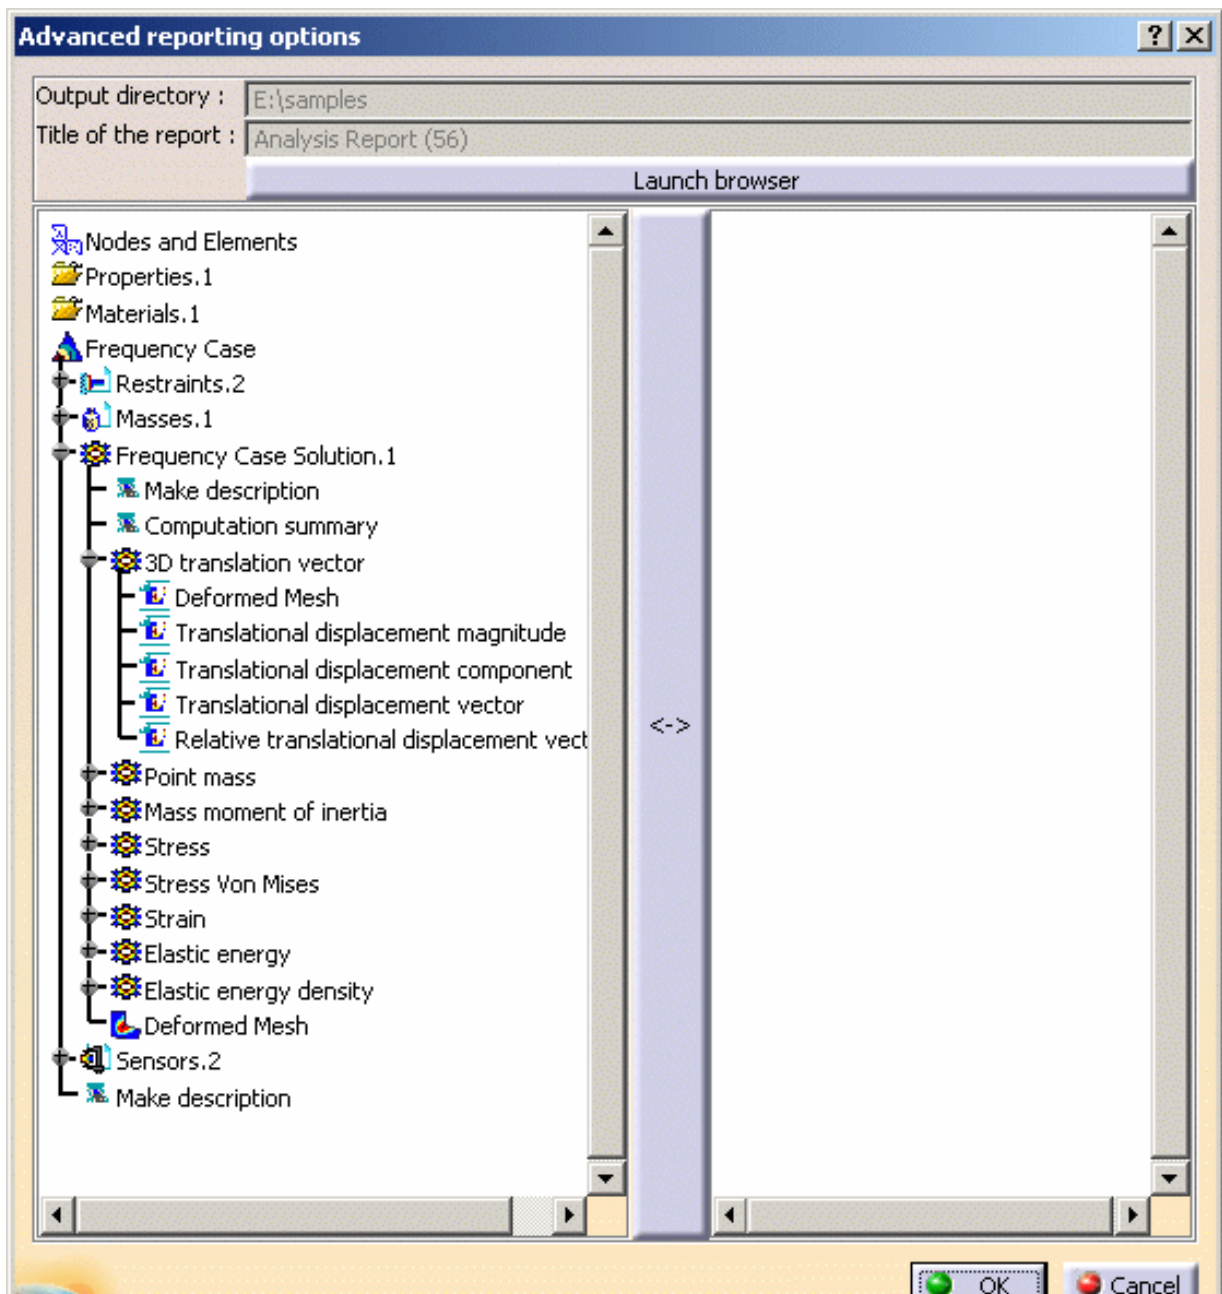 Advanced reporting options
Output directory : E:\samples
Title of the report : Analysis Report (56)
Launch browser
Nodes and Elements
Properties.1
Materials.1
Frequency Case
Restraints.2
Masses.1
Frequency Case Solution.1
Make description
Computation summary
3D translation vector
Deformed Mesh
Translational displacement magnitude
Translational displacement component
Translational displacement vector
Relative translational displacement vect
<->
Point mass
Mass moment of inertia
Stress
Stress Von Mises
Strain
Elastic energy
Elastic energy density
Deformed Mesh
Sensors.2
Make description
OK Cancel